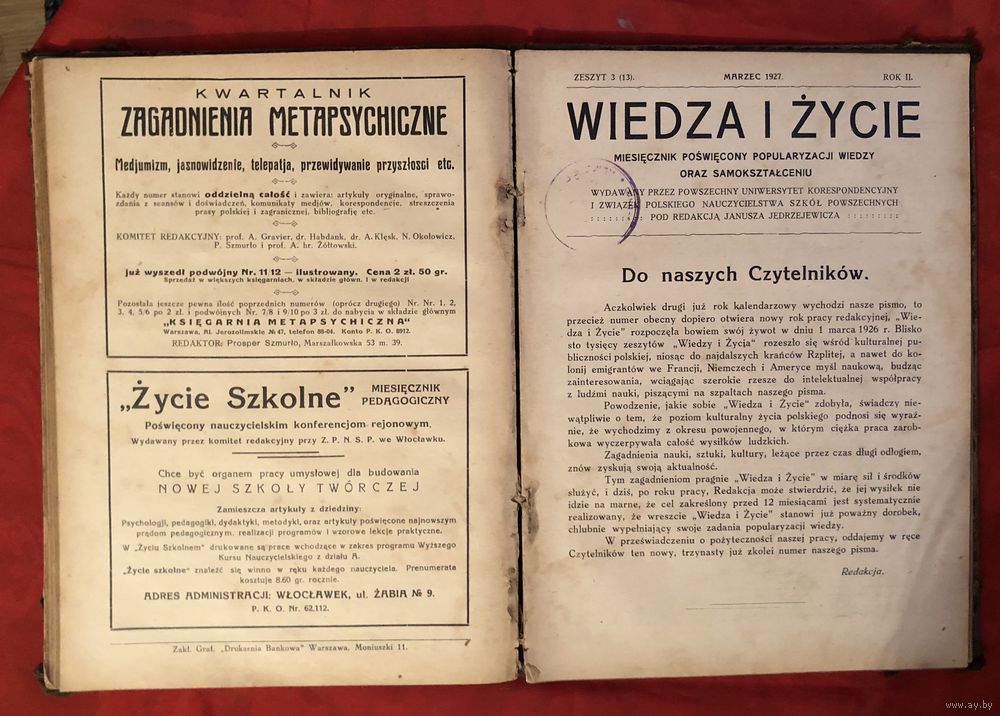 KWARTALNIK
ZAGADNIENIA METAPSYCHICZNE
Medjumizm, jasnowidzenie, telepatja, przewidywanie przyszłosci etc.
Każdy numer stanowi oddzielną całość i zawiera: artykuły oryginalne, sprawo-
zdania z seansów i doświadczeń, komunikaty medjów, korespondencje, streszczenia
prasy polskiej i zagranicznej, bibljografję etc.
KOMITET REDAKCYJNY: prof. A. Gravier, dr. Habdank, dr. A. Klęsk, N. Okołowicz,
P. Szmurło i prof. A. hr. Żółtowski.
już wyszedł podwójny Nr. 11/12 — ilustrowany. Cena 2 zł. 50 gr.
Sprzedaż w większych księgarniach, w składzie główn. i w redakcji
Pozostała jeszcze pewna ilość poprzednich numerów (oprócz drugiego) Nr. Nr. 1, 2,
3, 4, 5/6 po 2 zł. i podwójnych Nr. 7/8 i 9/10 po 3 zł. do nabycia w składzie głównym
„KSIĘGARNIA METAPSYCHICZNA"
Warszawa, Al. Jerozolimskie № 47, telefon 88-04. Konto P. K. O. 8912.
REDAKTOR: Prosper Szmurło, Marszałkowska 53 m. 39.
„Życie Szkolne” MIESIĘCZNIK
PEDAGOGICZNY
Poświęcony nauczycielskim konferencjom rejonowym.
Wydawany przez komitet redakcyjny przy Z. P. N. S. P. we Włocławku.
Chce być organem pracy umysłowej dla budowania
NOWEJ SZKOŁY TWÓRCZEJ
Zamieszcza artykuły z dziedziny:
Psychologji, pedagogiki, dydaktyki, metodyki, oraz artykuły poświęcone najnowszym
prądom pedagogicznym, realizacji programów i wzorowe lekcje praktyczne.
W „Życiu Szkolnem" drukowane są prace wchodzące w zakres programu Wyższego
Kursu Nauczycielskiego z działu A.
„Życie szkolne" znaleźć się winno w ręku każdego nauczyciela. Prenumerata
kosztuje 8.60 gr. rocznie.
ADRES ADMINISTRACJI: WŁOCŁAWEK, ul. ŻABIA № 9.
P. K. O. Nr. 62.112.
Zakł. Graf. „Drukarnia Bankowa" Warszawa, Moniuszki 11.
ZESZYT 3 (13). MARZEC 1927. ROK II.
WIEDZA I ŻYCIE
MIESIĘCZNIK POŚWIĘCONY POPULARYZACJI WIEDZY
ORAZ SAMOKSZTAŁCENIU
WYDAWANY PRZEZ POWSZECHNY UNIWERSYTET KORESPONDENCYJNY
I ZWIĄZEK POLSKIEGO NAUCZYCIELSTWA SZKÓŁ POWSZECHNYCH
POD REDAKCJĄ JANUSZA JEDRZEJEWICZA
Do naszych Czytelników.
Aczkolwiek drugi już rok kalendarzowy wychodzi nasze pismo, to
przecież numer obecny dopiero otwiera nowy rok pracy redakcyjnej, „Wie-
dza i Życie" rozpoczęła bowiem swój żywot w dniu 1 marca 1926 r. Blisko
sto tysięcy zeszytów „Wiedzy i Życia" rozeszło się wśród kulturalnej pu-
bliczności polskiej, niosąc do najdalszych krańców Rzplitej, a nawet do ko-
lonij emigrantów we Francji, Niemczech i Ameryce myśl naukową, budząc
zainteresowania, wciągając szerokie rzesze do intelektualnej współpracy
z ludźmi nauki, piszącymi na szpaltach naszego pisma.
Powodzenie, jakie sobie „Wiedza i Życie" zdobyła, świadczy nie-
wątpliwie o tem, że poziom kulturalny życia polskiego podnosi się wyraź-
nie, że wychodzimy z okresu powojennego, w którym ciężka praca zarob-
kowa wyczerpywała całość wysiłków ludzkich.
Zagadnienia nauki, sztuki, kultury, leżące przez czas długi odłogiem,
znów zyskują swoją aktualność.
Tym zagadnieniom pragnie „Wiedza i Życie" w miarę sił i środków
służyć, i dziś, po roku pracy, Redakcja może stwierdzić, że jej wysiłek nie
idzie na marne, że cel zakreślony przed 12 miesiącami jest systematycznie
realizowany, że wreszcie „Wiedza i Życie" stanowi już poważny dorobek,
chlubnie wypełniający swoje zadania popularyzacji wiedzy.
W przeświadczeniu o pożyteczności naszej pracy, oddajemy w ręce
Czytelników ten nowy, trzynasty już zkolei numer naszego pisma.
Redakcja.
www.ay.by